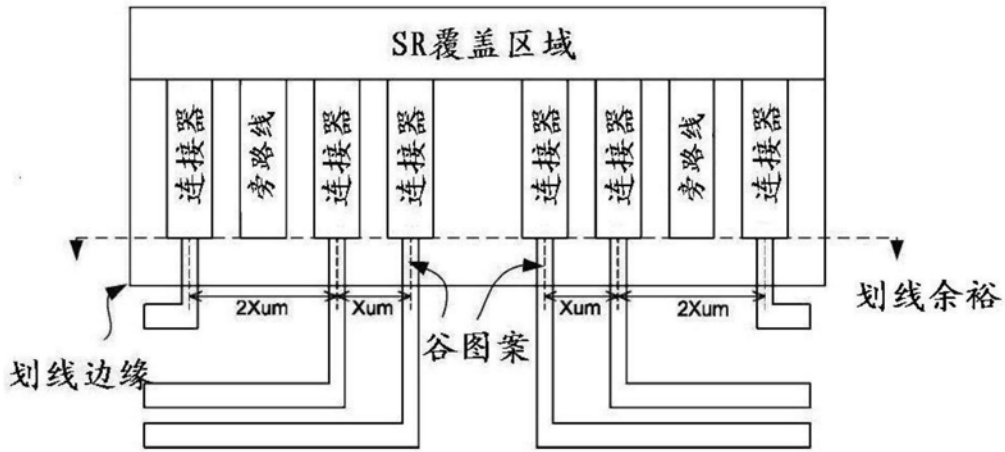 SR覆盖区域
连接器
旁路线
连接器
连接器
连接器
连接器
旁路线
连接器
2Xum
Xum
Xum
2Xum
划线余裕
谷图案
划线边缘